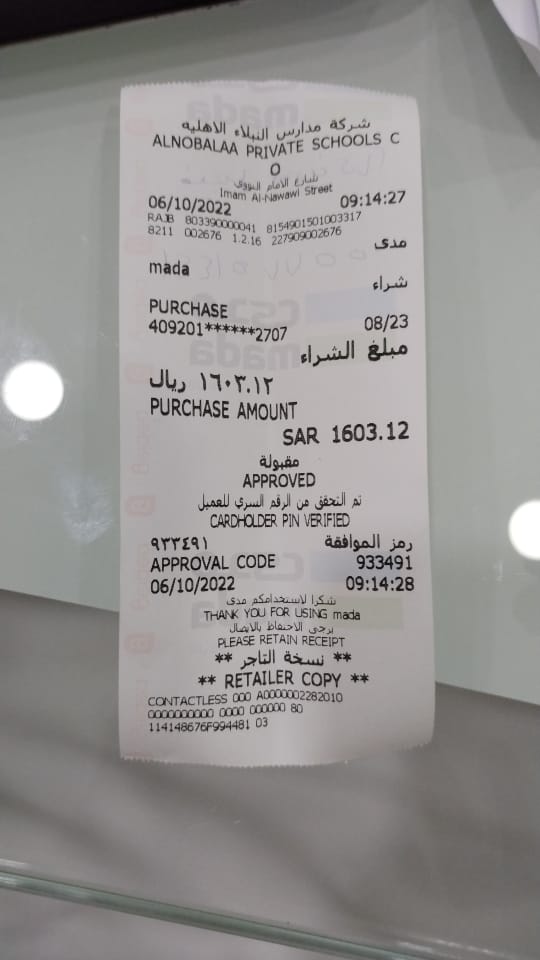 شركة مدارس النبلاء الاهليه
ALNOBALAA PRIVATE SCHOOLS C
O
شارع الامام النووي
Imam Al-Nawawi Street
06/10/2022 09:14:27
RAJB 803390000041 8154901501003317
8211 002676 1.2.16 227909002676
مدى
mada
شراء
PURCHASE
409201******2707 08/23
مبلغ الشراء
١٦٠٣.١٢ ريال
PURCHASE AMOUNT
SAR 1603.12
مقبولة
APPROVED
تم التحقق من الرقم السري للعميل
CARDHOLDER PIN VERIFIED
رمز الموافقة ٩٣٣٤٩١
APPROVAL CODE 933491
06/10/2022 09:14:28
شكرا لاستخدامكم مدى
THANK YOU FOR USING mada
يرجى الاحتفاظ بالايصال
PLEASE RETAIN RECEIPT
** نسخة التاجر **
** RETAILER COPY **
CONTACTLESS 000 A0000002282010
0000000000 0000 000000 80
114148676F994481 03